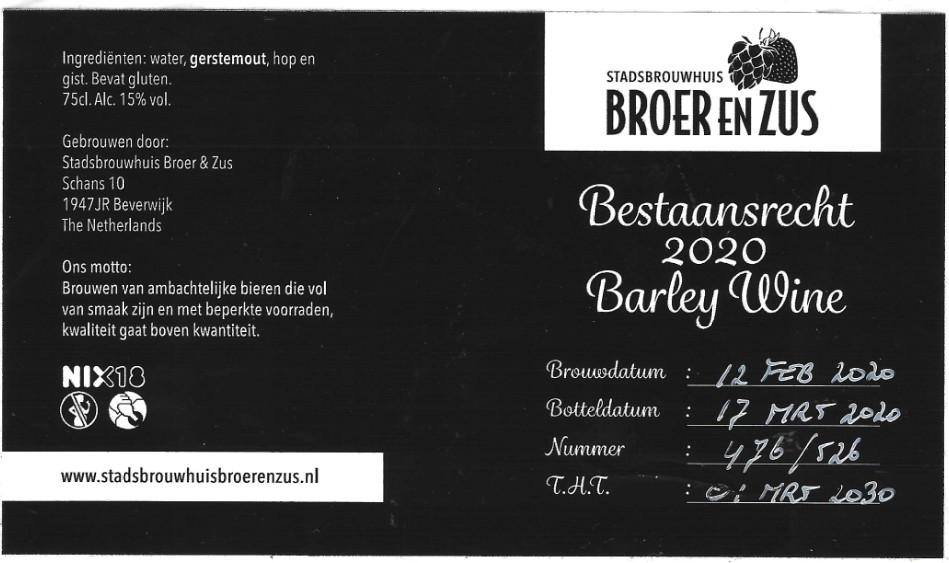 Ingrediënten: water, gerstemout, hop en
gist. Bevat gluten.
75cl. Alc. 15% vol.
Gebrouwen door:
Stadsbrouwhuis Broer & Zus
Schans 10
1947JR Beverwijk
The Netherlands
Ons motto:
Brouwen van ambachtelijke bieren die vol
van smaak zijn en met beperkte voorraden,
kwaliteit gaat boven kwantiteit.
NIX18
www.stadsbrouwhuisbroerenzus.nl
STADSBROUWHUIS
BROER EN ZUS
Bestaansrecht
2020
Barley Wine
Brouwdatum : 12 FEB 2020
Botteldatum : 17 MRT 2020
Nummer : 476/526
T.H.T. : MRT 2030